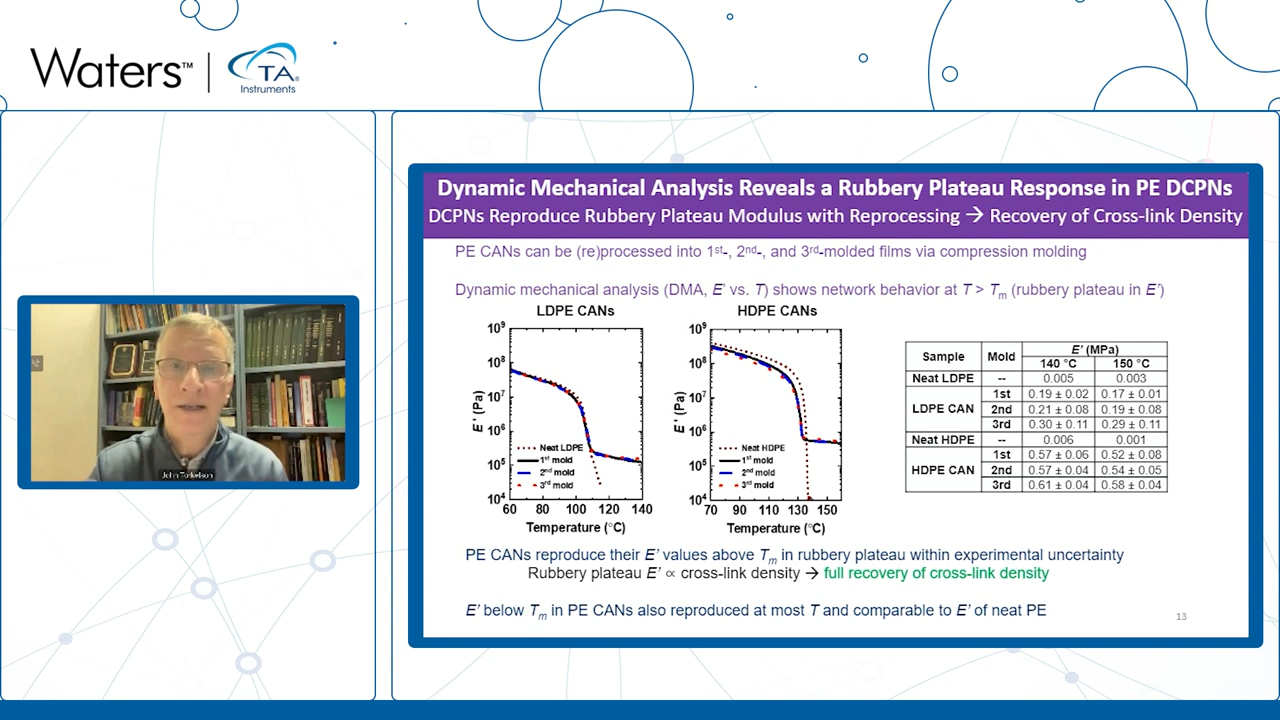 Waters™ | TA® Instruments
Dynamic Mechanical Analysis Reveals a Rubbery Plateau Response in PE DCPNs
DCPNs Reproduce Rubbery Plateau Modulus with Reprocessing → Recovery of Cross-link Density
PE CANs can be (re)processed into 1st-, 2nd-, and 3rd-molded films via compression molding
Dynamic mechanical analysis (DMA, E' vs. T) shows network behavior at T > Tm (rubbery plateau in E')
LDPE CANs
10⁹
10⁸
10⁷
10⁶
10⁵
10⁴
E' (Pa)
Neat LDPE
1st mold
2nd mold
3rd mold
60 80 100 120 140
Temperature (°C)
HDPE CANs
10⁹
10⁸
10⁷
10⁶
10⁵
10⁴
E' (Pa)
Neat HDPE
1st mold
2nd mold
3rd mold
70 90 110 130 150
Temperature (°C)
Sample Mold E' (MPa)
140 °C 150 °C
Neat LDPE -- 0.005 0.003
LDPE CAN 1st 0.19 ± 0.02 0.17 ± 0.01
2nd 0.21 ± 0.08 0.19 ± 0.08
3rd 0.30 ± 0.11 0.29 ± 0.11
Neat HDPE -- 0.006 0.001
HDPE CAN 1st 0.57 ± 0.06 0.52 ± 0.08
2nd 0.57 ± 0.04 0.54 ± 0.05
3rd 0.61 ± 0.04 0.58 ± 0.04
PE CANs reproduce their E' values above Tm in rubbery plateau within experimental uncertainty
Rubbery plateau E' ∝ cross-link density → full recovery of cross-link density
E' below Tm in PE CANs also reproduced at most T and comparable to E' of neat PE
13
John Torkelson